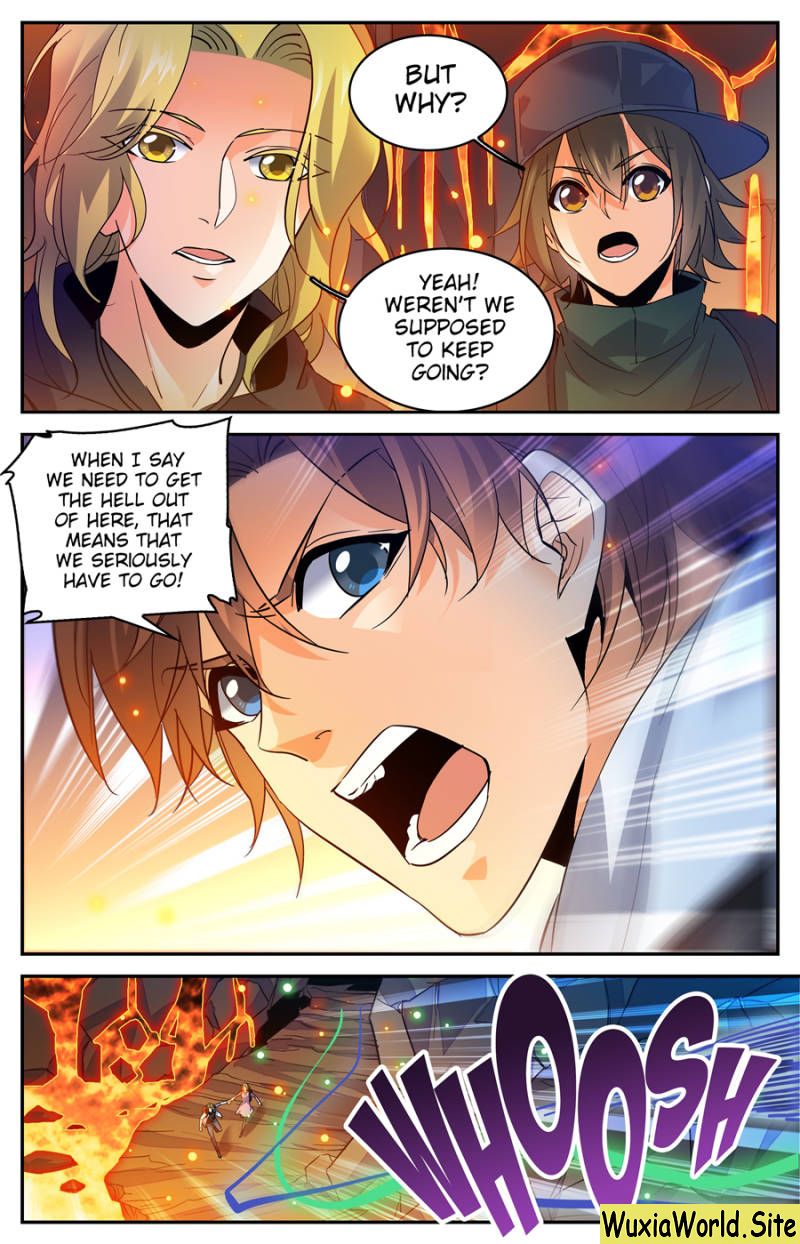 BUT
WHY?
YEAH!
WEREN'T WE
SUPPOSED
TO KEEP
GOING?
WHEN I SAY
WE NEED TO GET
THE HELL OUT
OF HERE, THAT
MEANS THAT
WE SERIOUSLY
HAVE TO GO!
WHOOSH
WuxiaWorld.Site